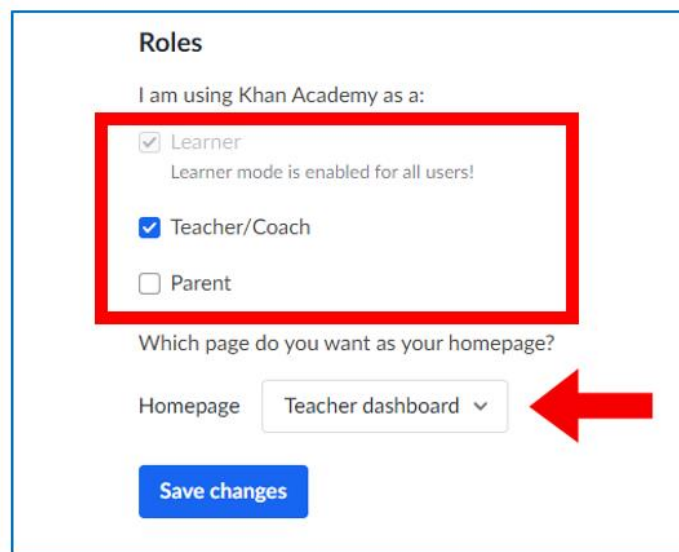 Roles
I am using Khan Academy as a:
Learner
Learner mode is enabled for all users!
Teacher/Coach
Parent
Which page do you want as your homepage?
Homepage Teacher dashboard
Save changes